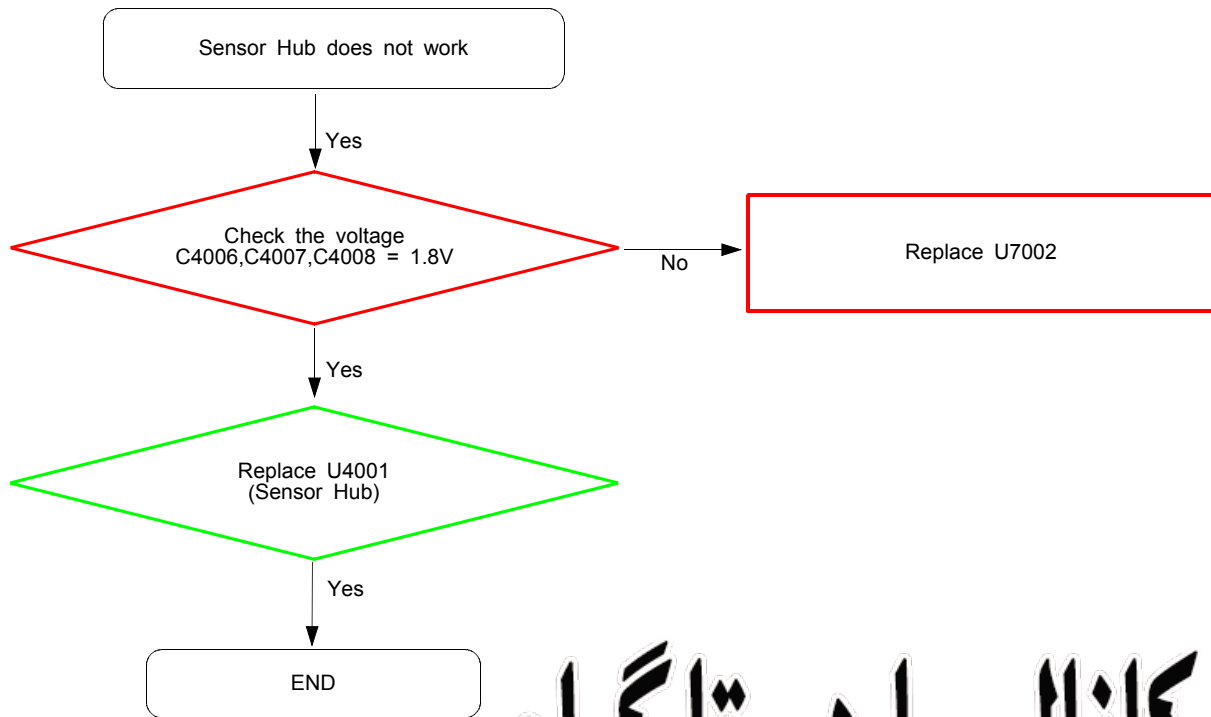 Sensor Hub does not work
Yes
Check the voltage
C4006,C4007,C4008 = 1.8V
No
Replace U7002
Yes
Replace U4001
(Sensor Hub)
Yes
END